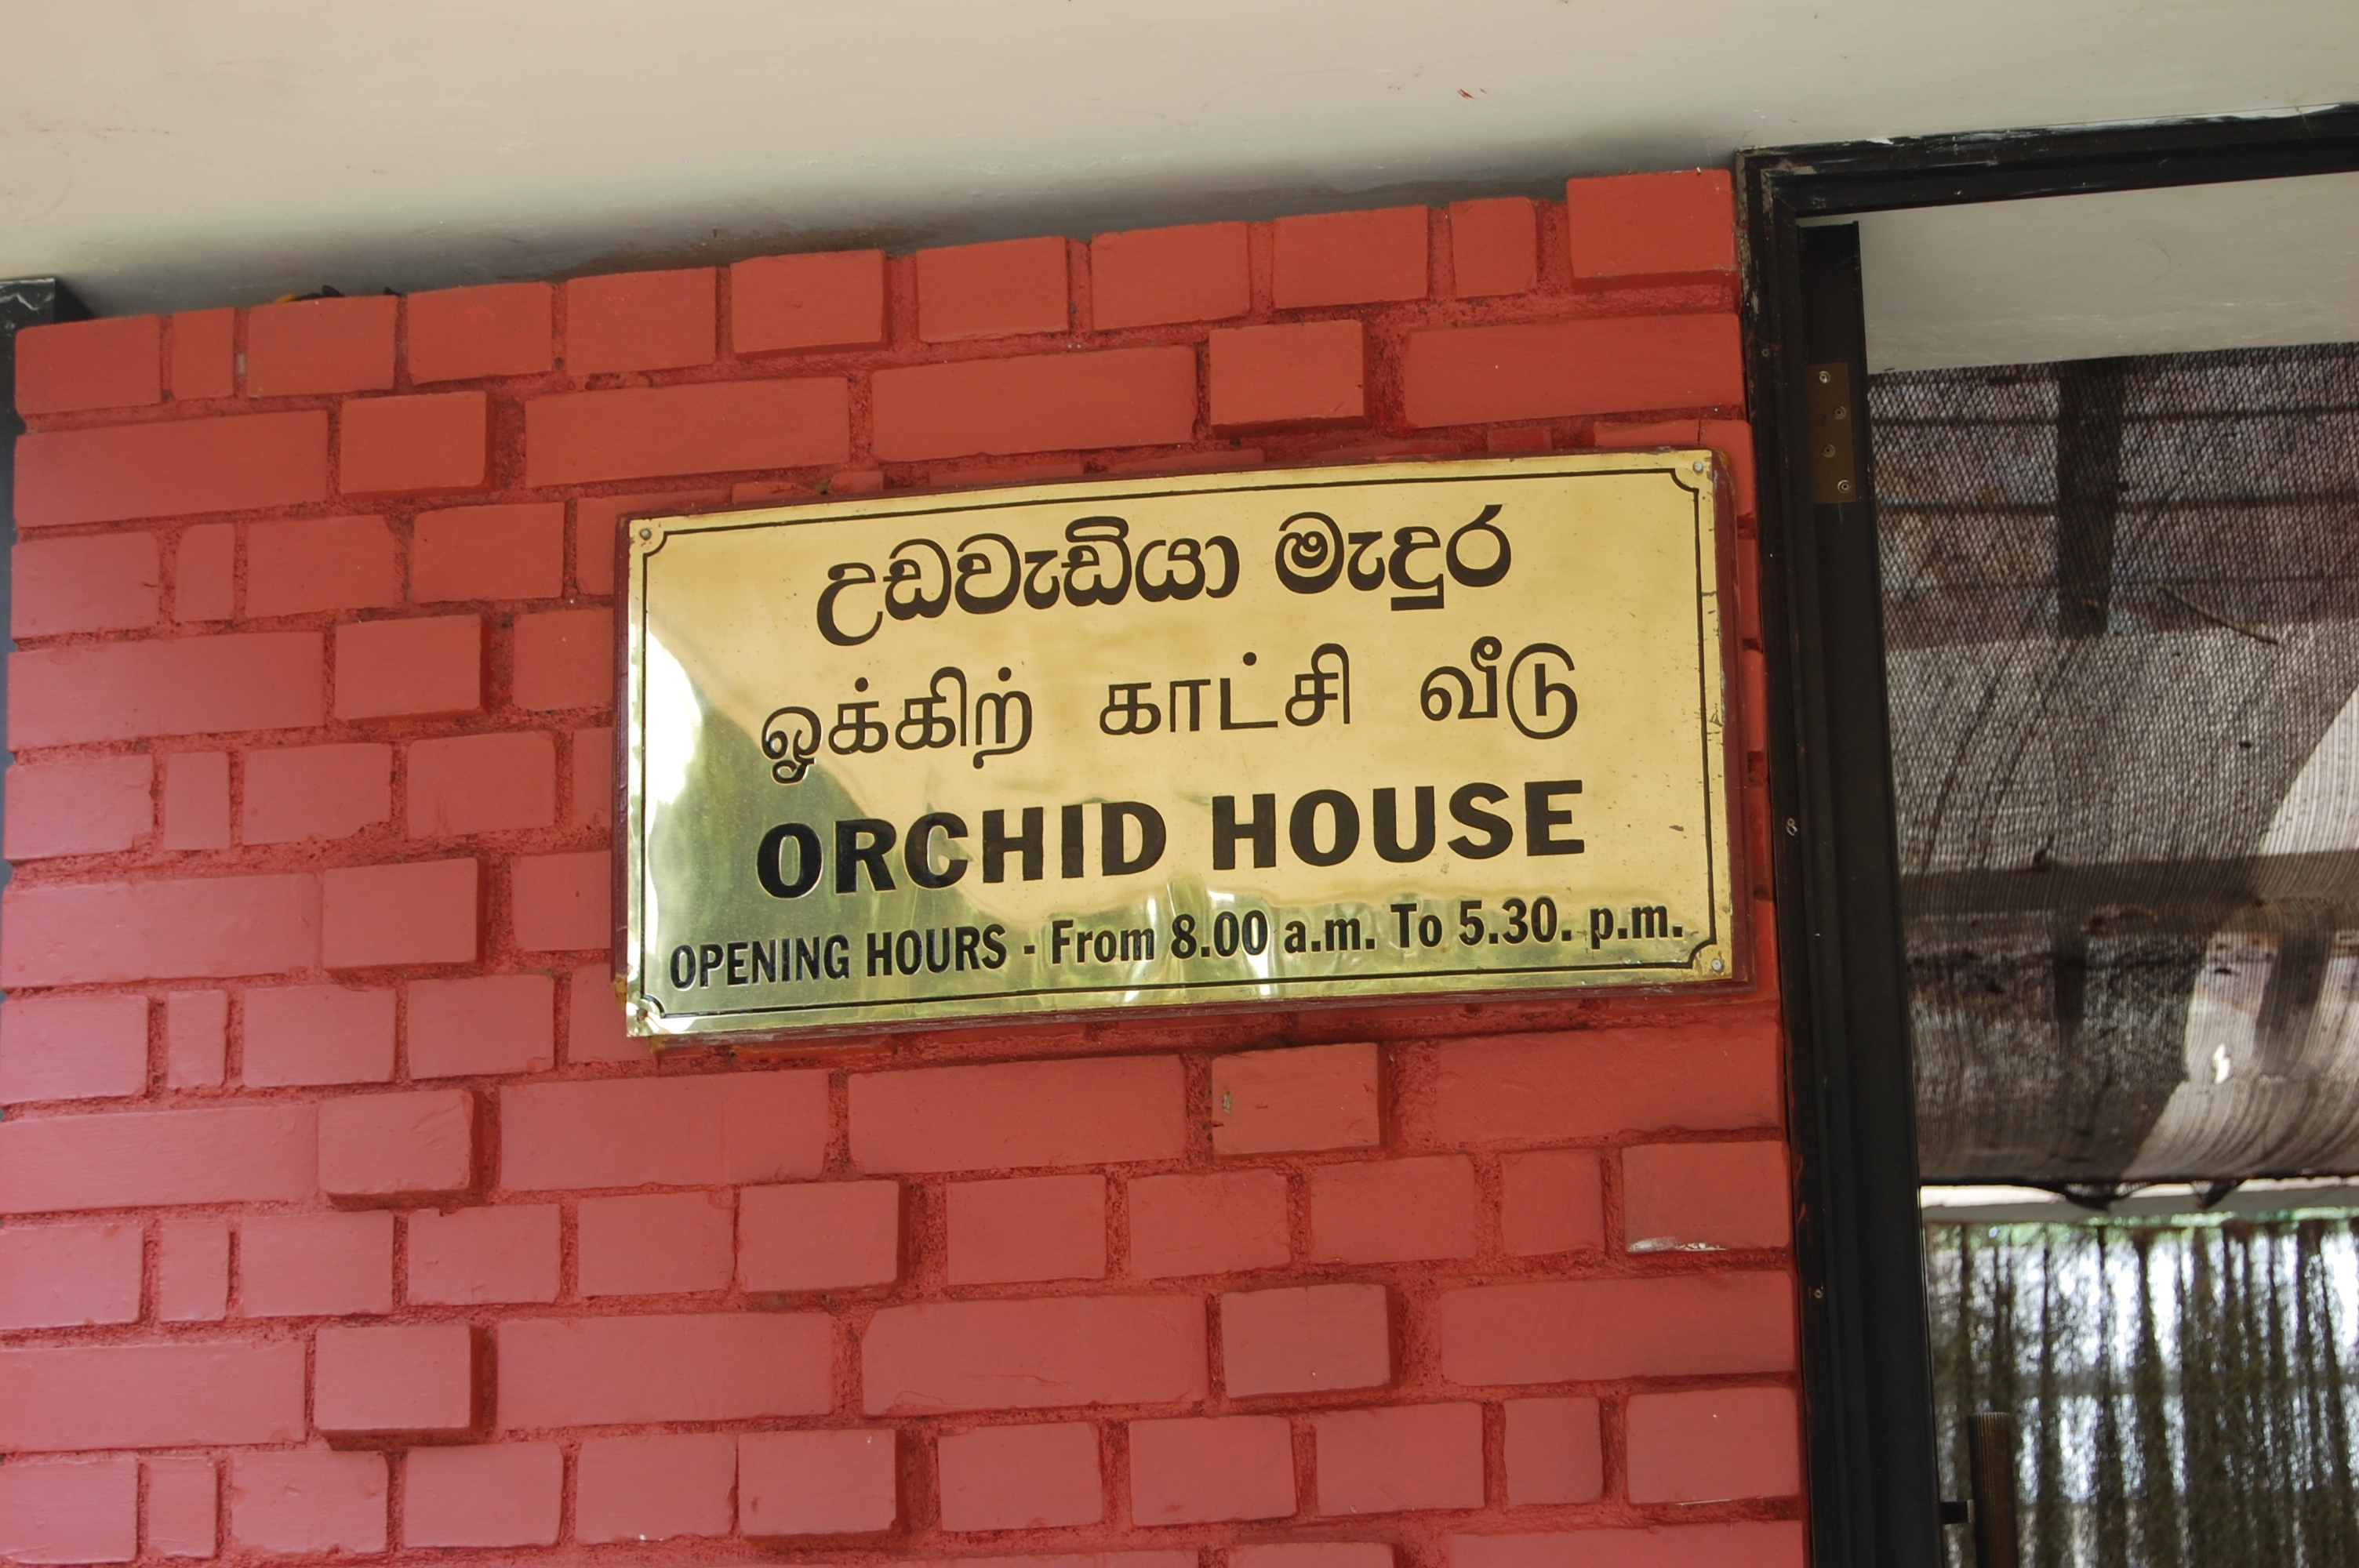 උඩවැඩියා මැදුර
ஓக்கிற் காட்சி வீடு
ORCHID HOUSE
OPENING HOURS - From 8.00 a.m. To 5.30. p.m.